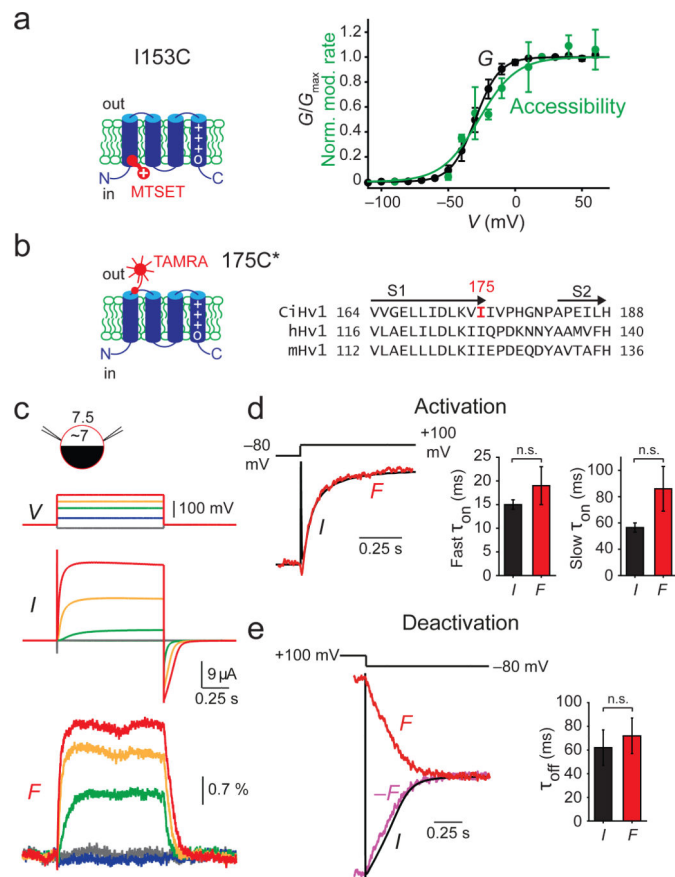 a
I153C
out
+
+
+
o
N
C
in
MTSET
G/Gmax
Norm. mod. rate
1.2
1.0
0.8
0.6
0.4
0.2
0
G
Accessibility
−100 −50 0 50
V (mV)
b
175C*
out
TAMRA
+
+
+
o
N
C
in
S1 175 S2
CiHv1 164 VVGELLIDLKVIIVPHGNPAPEILH 188
hHv1 116 VLAELILDLKIIQPDKNNYAAMVFH 140
mHv1 112 VLAELLLDLKIIEPDEQDYAVTAFH 136
c
7.5
~7
V
100 mV
I
9 µA
0.25 s
F
0.7 %
d Activation
−80 mV
+100 mV
F
I
0.25 s
n.s.
Fast τon (ms)
25
20
15
10
5
0
I F
n.s.
Slow τon (ms)
100
80
60
40
20
0
I F
e Deactivation
+100 mV
−80 mV
F
−F
I
0.25 s
n.s.
τoff (ms)
100
80
60
40
20
0
I F